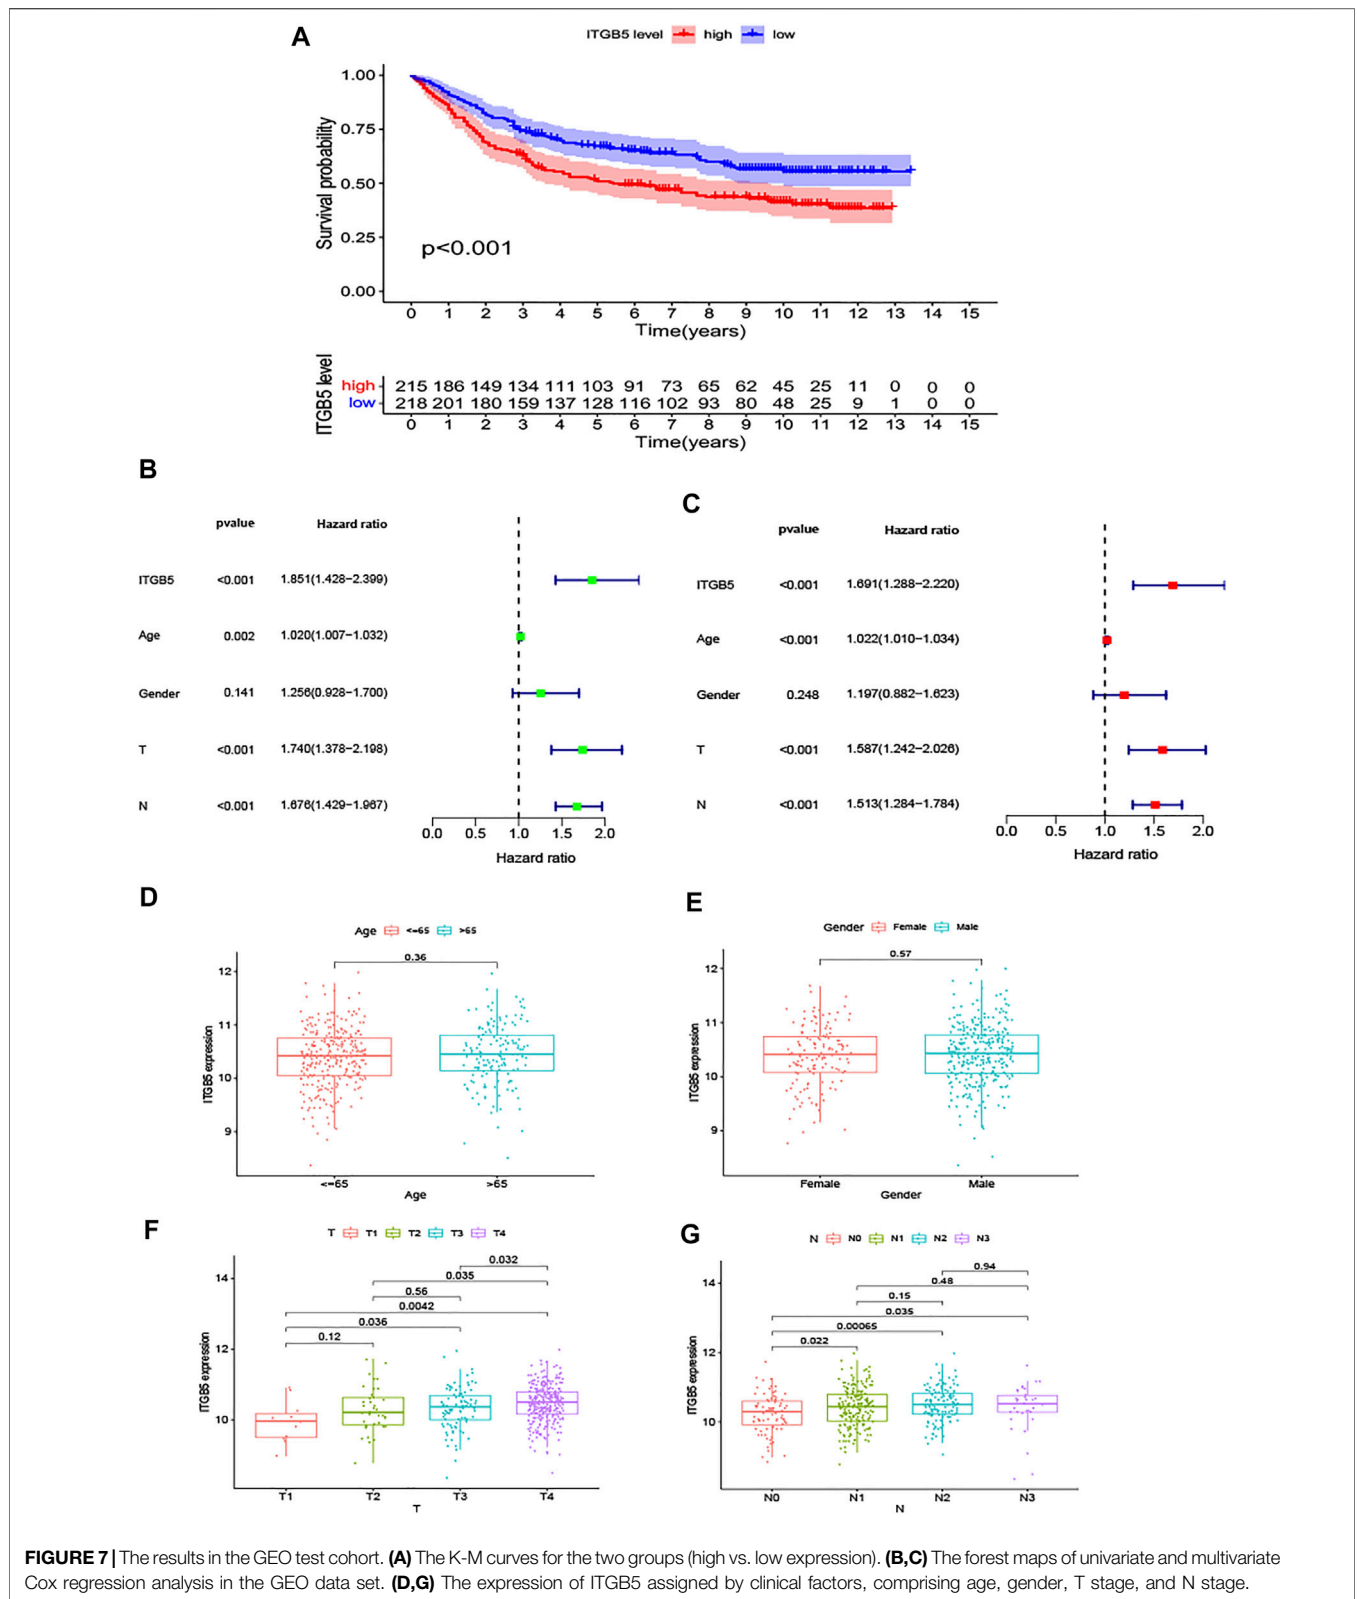 A
ITGB5 level high low
1.00
0.75
0.50
0.25
0.00
Survival probability
p<0.001
0 1 2 3 4 5 6 7 8 9 10 11 12 13 14 15
Time(years)
ITGB5 level
high 215 186 149 134 111 103 91 73 65 62 45 25 11 0 0 0
low 218 201 180 159 137 128 116 102 93 80 48 25 9 1 0 0
0 1 2 3 4 5 6 7 8 9 10 11 12 13 14 15
Time(years)
B
pvalue Hazard ratio
ITGB5 <0.001 1.851(1.428−2.399)
Age 0.002 1.020(1.007−1.032)
Gender 0.141 1.256(0.928−1.700)
T <0.001 1.740(1.378−2.198)
N <0.001 1.676(1.429−1.967)
0.0 0.5 1.0 1.5 2.0
Hazard ratio
C
pvalue Hazard ratio
ITGB5 <0.001 1.691(1.288−2.220)
Age <0.001 1.022(1.010−1.034)
Gender 0.248 1.197(0.882−1.623)
T <0.001 1.587(1.242−2.026)
N <0.001 1.513(1.284−1.784)
0.0 0.5 1.0 1.5 2.0
Hazard ratio
D
Age <=65 >65
0.36
12
11
10
9
ITGB5 expression
<=65 >65
Age
E
Gender Female Male
0.57
12
11
10
9
ITGB5 expression
Female Male
Gender
F
T T1 T2 T3 T4
0.032
0.035
0.56
0.0042
0.036
0.12
14
12
10
ITGB5 expression
T1 T2 T3 T4
T
G
N N0 N1 N2 N3
0.94
0.48
0.15
0.035
0.00065
0.022
14
12
10
ITGB5 expression
N0 N1 N2 N3
N
FIGURE 7 | The results in the GEO test cohort. (A) The K-M curves for the two groups (high vs. low expression). (B,C) The forest maps of univariate and multivariate
Cox regression analysis in the GEO data set. (D,G) The expression of ITGB5 assigned by clinical factors, comprising age, gender, T stage, and N stage.